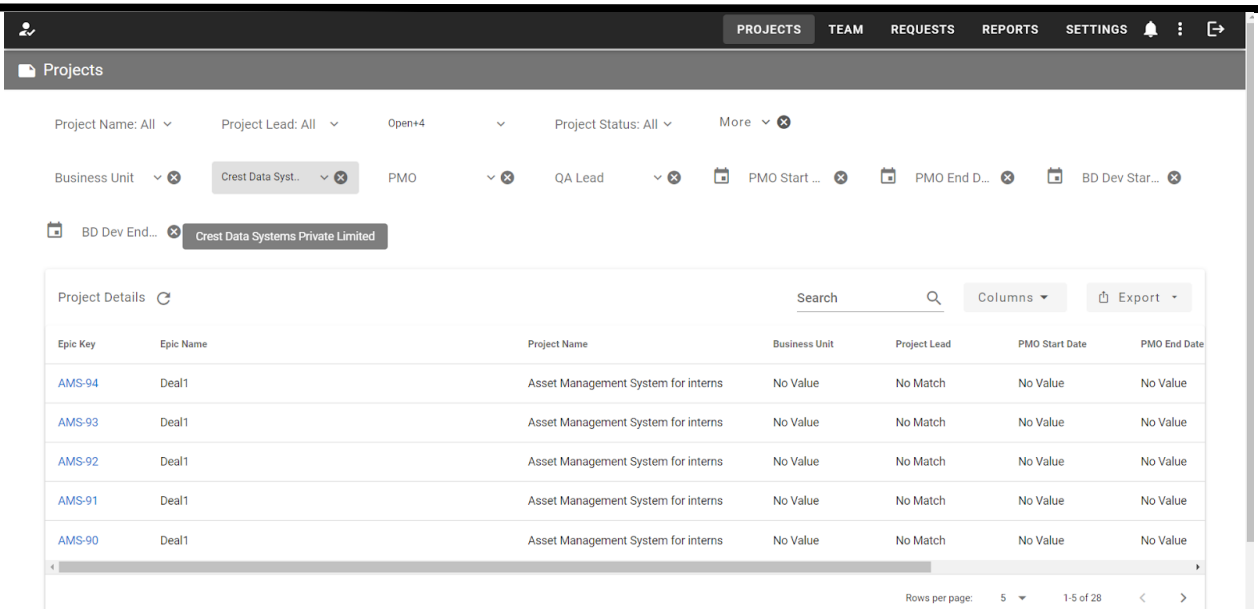 PROJECTS TEAM REQUESTS REPORTS SETTINGS
Projects
Project Name: All Project Lead: All Open+4 Project Status: All More
Business Unit Crest Data Syst.. PMO QA Lead PMO Start ... PMO End D... BD Dev Star...
BD Dev End... Crest Data Systems Private Limited
Project Details Search Columns Export
Epic Key Epic Name Project Name Business Unit Project Lead PMO Start Date PMO End Date
AMS-94 Deal1 Asset Management System for interns No Value No Match No Value No Value
AMS-93 Deal1 Asset Management System for interns No Value No Match No Value No Value
AMS-92 Deal1 Asset Management System for interns No Value No Match No Value No Value
AMS-91 Deal1 Asset Management System for interns No Value No Match No Value No Value
AMS-90 Deal1 Asset Management System for interns No Value No Match No Value No Value
Rows per page: 5 1-5 of 28